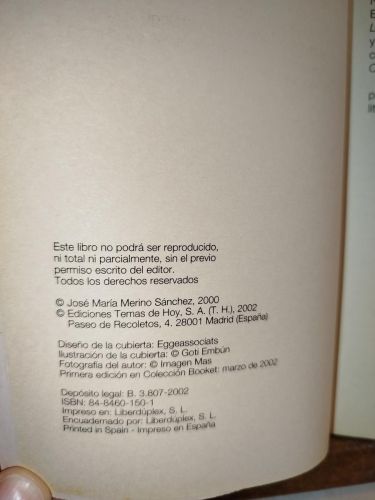 Este libro no podrá ser reproducido,
ni total ni parcialmente, sin el previo
permiso escrito del editor.
Todos los derechos reservados
© José María Merino Sánchez, 2000
© Ediciones Temas de Hoy, S. A. (T. H.), 2002
Paseo de Recoletos, 4. 28001 Madrid (España)
Diseño de la cubierta: Eggeassociats
Ilustración de la cubierta: © Goti Embún
Fotografía del autor: © Imagen Mas
Primera edición en Colección Booket: marzo de 2002
Depósito legal: B. 3.807-2002
ISBN: 84-8460-150-1
Impreso en: Liberdúplex, S. L.
Encuadernado por: Liberdúplex, S. L.
Printed in Spain - Impreso en España